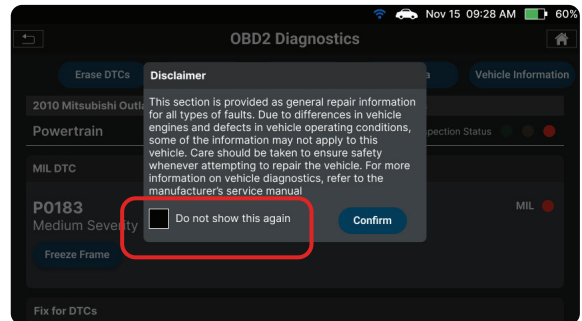 Nov 15 09:28 AM 60%
OBD2 Diagnostics
Erase DTCs
Vehicle Information
Disclaimer
This section is provided as general repair information
for all types of faults. Due to differences in vehicle
engines and defects in vehicle operating conditions,
some of the information may not apply to this
vehicle. Care should be taken to ensure safety
whenever attempting to repair the vehicle. For more
information on vehicle diagnostics, refer to the
manufacturer's service manual
Do not show this again
Confirm
2010 Mitsubishi
Powertrain
Status
MIL DTC
P0183
MIL
Medium Severity
Freeze Frame
Fix for DTCs